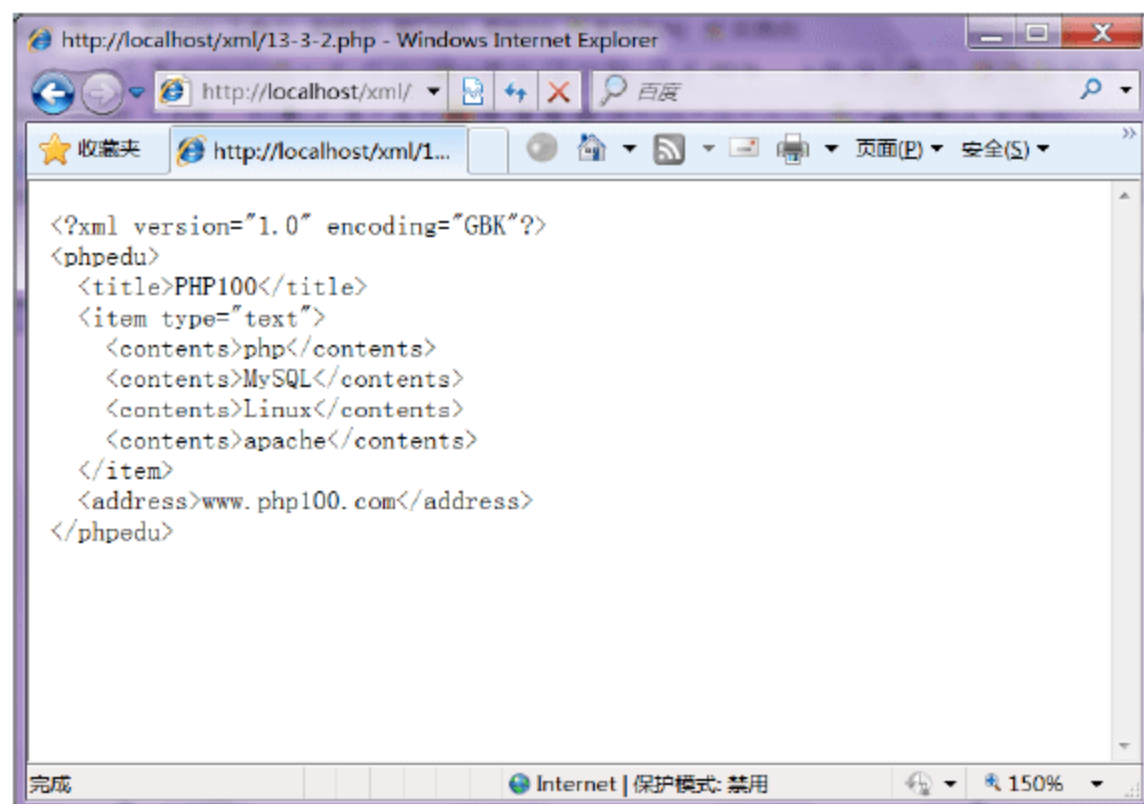 http://localhost/xml/13-3-2.php - Windows Internet Explorer
http://localhost/xml/ 百度
收藏夹 http://localhost/xml/1... 页面(P) 安全(S)
<?xml version="1.0" encoding="GBK"?>
<phpedu>
<title>PHP100</title>
<item type="text">
<contents>php</contents>
<contents>MySQL</contents>
<contents>Linux</contents>
<contents>apache</contents>
</item>
<address>www.php100.com</address>
</phpedu>
完成 Internet | 保护模式: 禁用 150%